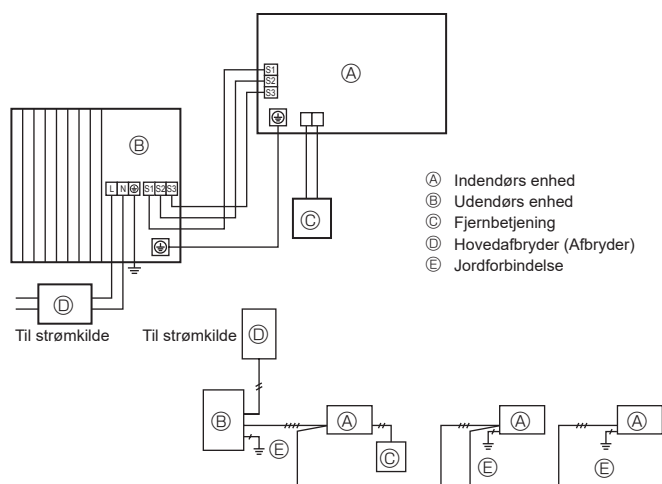 Ⓐ
S1
S2
S3
Ⓑ
L N S1 S2 S3
Ⓒ
Ⓓ
Til strømkilde
Ⓐ Indendørs enhed
Ⓑ Udendørs enhed
Ⓒ Fjernbetjening
Ⓓ Hovedafbryder (Afbryder)
Ⓔ Jordforbindelse
Til strømkilde Ⓓ
Ⓑ Ⓐ Ⓐ Ⓐ
Ⓔ Ⓒ Ⓔ Ⓔ